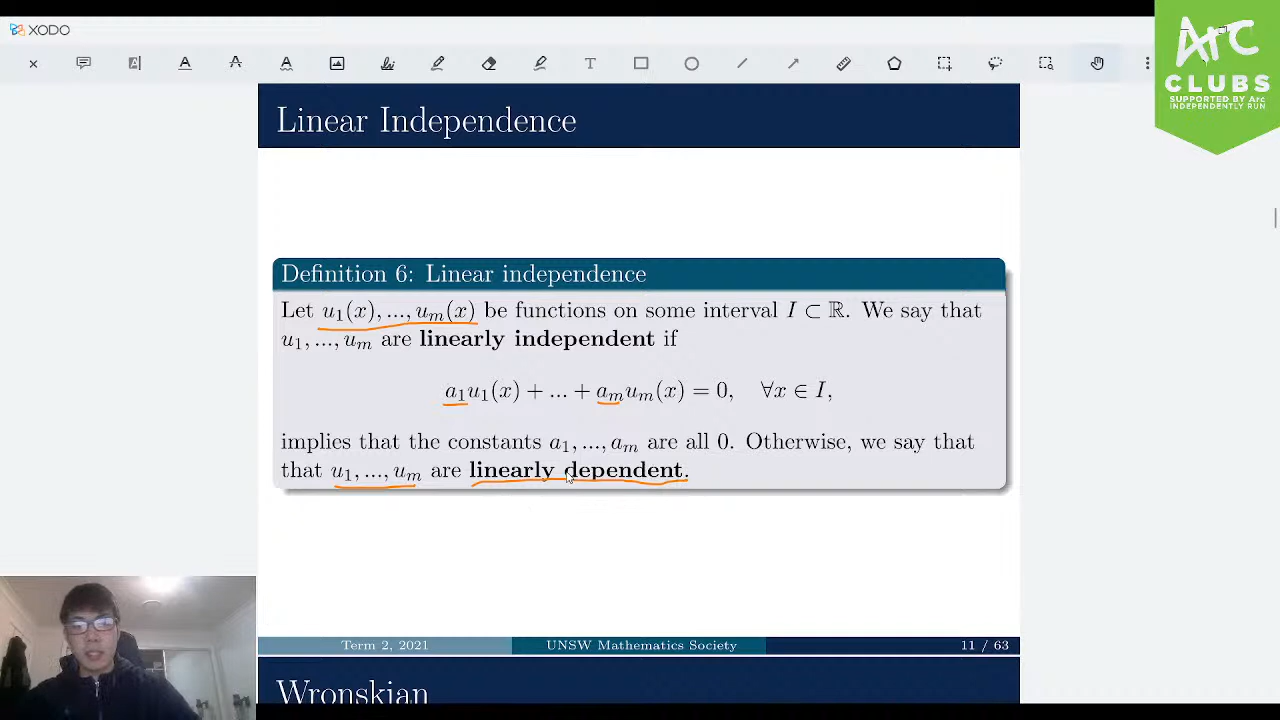 XODO
ArC
CLUBS
SUPPORTED BY Arc
INDEPENDENTLY RUN
T
Linear Independence
Definition 6: Linear independence
Let u₁(x), ..., uₘ(x) be functions on some interval I ⊂ ℝ. We say that
u₁, ..., uₘ are linearly independent if
a₁u₁(x) + ... + aₘuₘ(x) = 0, ∀x ∈ I,
implies that the constants a₁, ..., aₘ are all 0. Otherwise, we say that
that u₁, ..., uₘ are linearly dependent.
Term 2, 2021 UNSW Mathematics Society 11 / 63
Wronskian